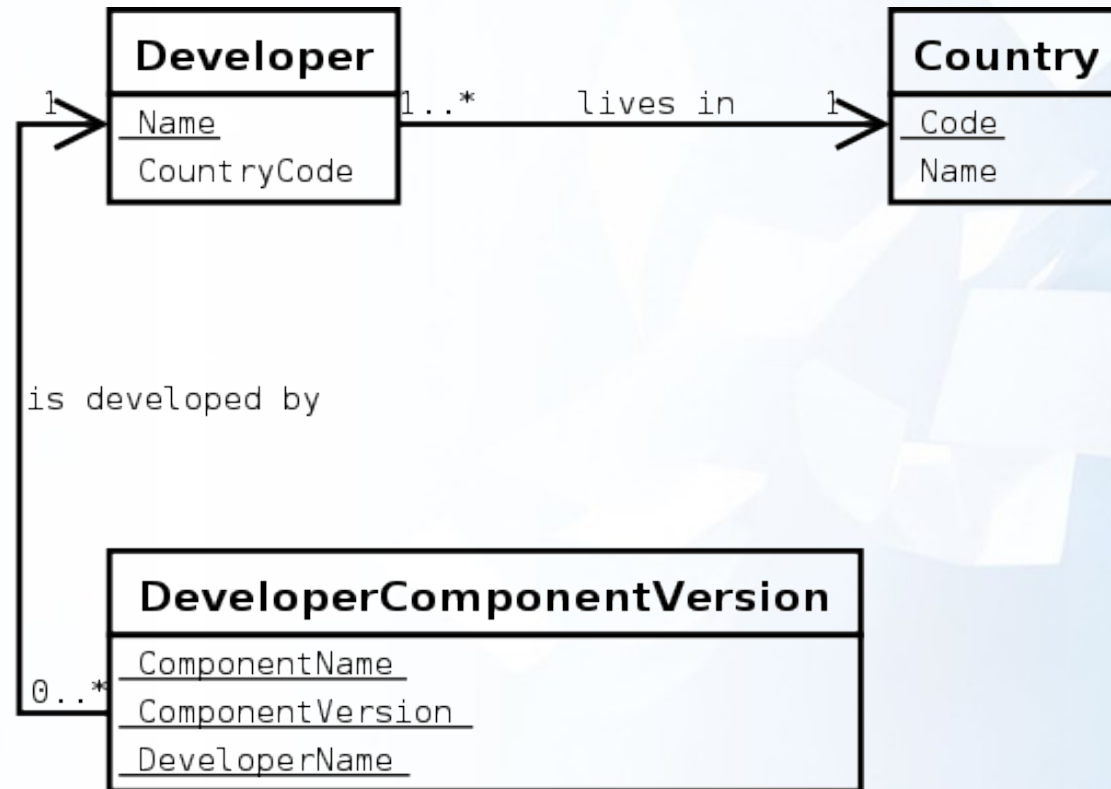 Developer
Country
1
Name
CountryCode
1..*
lives in
1
Code
Name
is developed by
DeveloperComponentVersion
0..*
ComponentName
ComponentVersion
DeveloperName